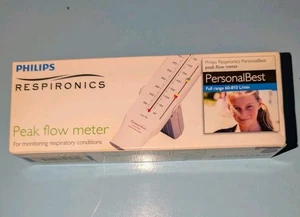 PHILIPS
RESPIRONICS
Peak flow meter
For monitoring respiratory conditions
Philips Respironics PersonalBest
peak flow meter
PersonalBest
Full range 60-810 L/min